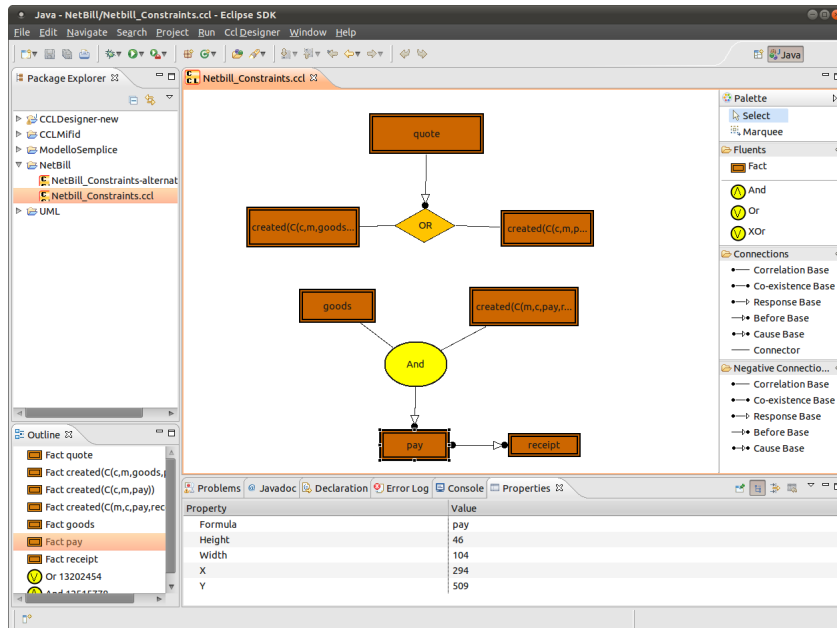 Java - NetBill/Netbill_Constraints.ccl - Eclipse SDK
File Edit Navigate Search Project Run Ccl Designer Window Help
Java
Package Explorer
CCLDesigner-new
CCLMifid
ModelloSemplice
NetBill
NetBill_Constraints-alternat
Netbill_Constraints.ccl
UML
Netbill_Constraints.ccl
quote
created(C(c,m,goods...
OR
created(C(c,m,p...
goods
created(C(m,c,pay,r...
And
pay
receipt
Palette
Select
Marquee
Fluents
Fact
And
Or
XOr
Connections
Correlation Base
Co-existence Base
Response Base
Before Base
Cause Base
Connector
Negative Connectio...
Correlation Base
Co-existence Base
Response Base
Before Base
Cause Base
Outline
Fact quote
Fact created(C(c,m,goods,p
Fact created(C(c,m,pay))
Fact created(C(m,c,pay,rec
Fact goods
Fact pay
Fact receipt
Or 13202454
Problems Javadoc Declaration Error Log Console Properties
Property Value
Formula pay
Height 46
Width 104
X 294
Y 509